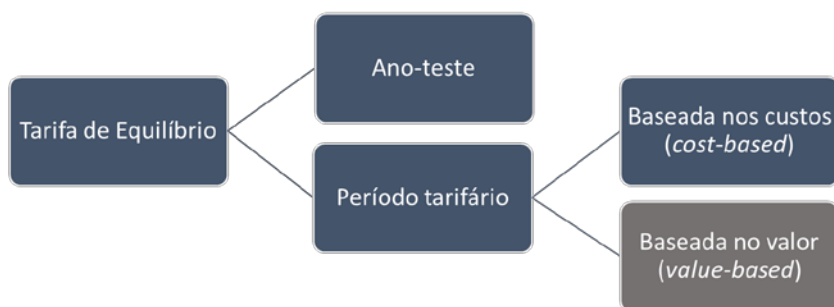 Tarifa de Equilíbrio
Ano-teste
Período tarifário
Baseada nos custos
(cost-based)
Baseada no valor
(value-based)